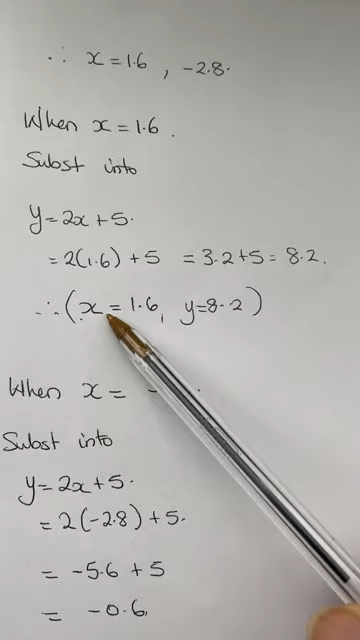 ∴ x = 1.6 , -2.8.
When x = 1.6 .
Subst into
y = 2x + 5.
= 2(1.6) + 5 = 3.2 + 5 = 8.2.
∴ (x = 1.6, y = 8.2)
When x = -
Subst into
y = 2x + 5.
= 2(-2.8) + 5.
= -5.6 + 5
= -0.6.